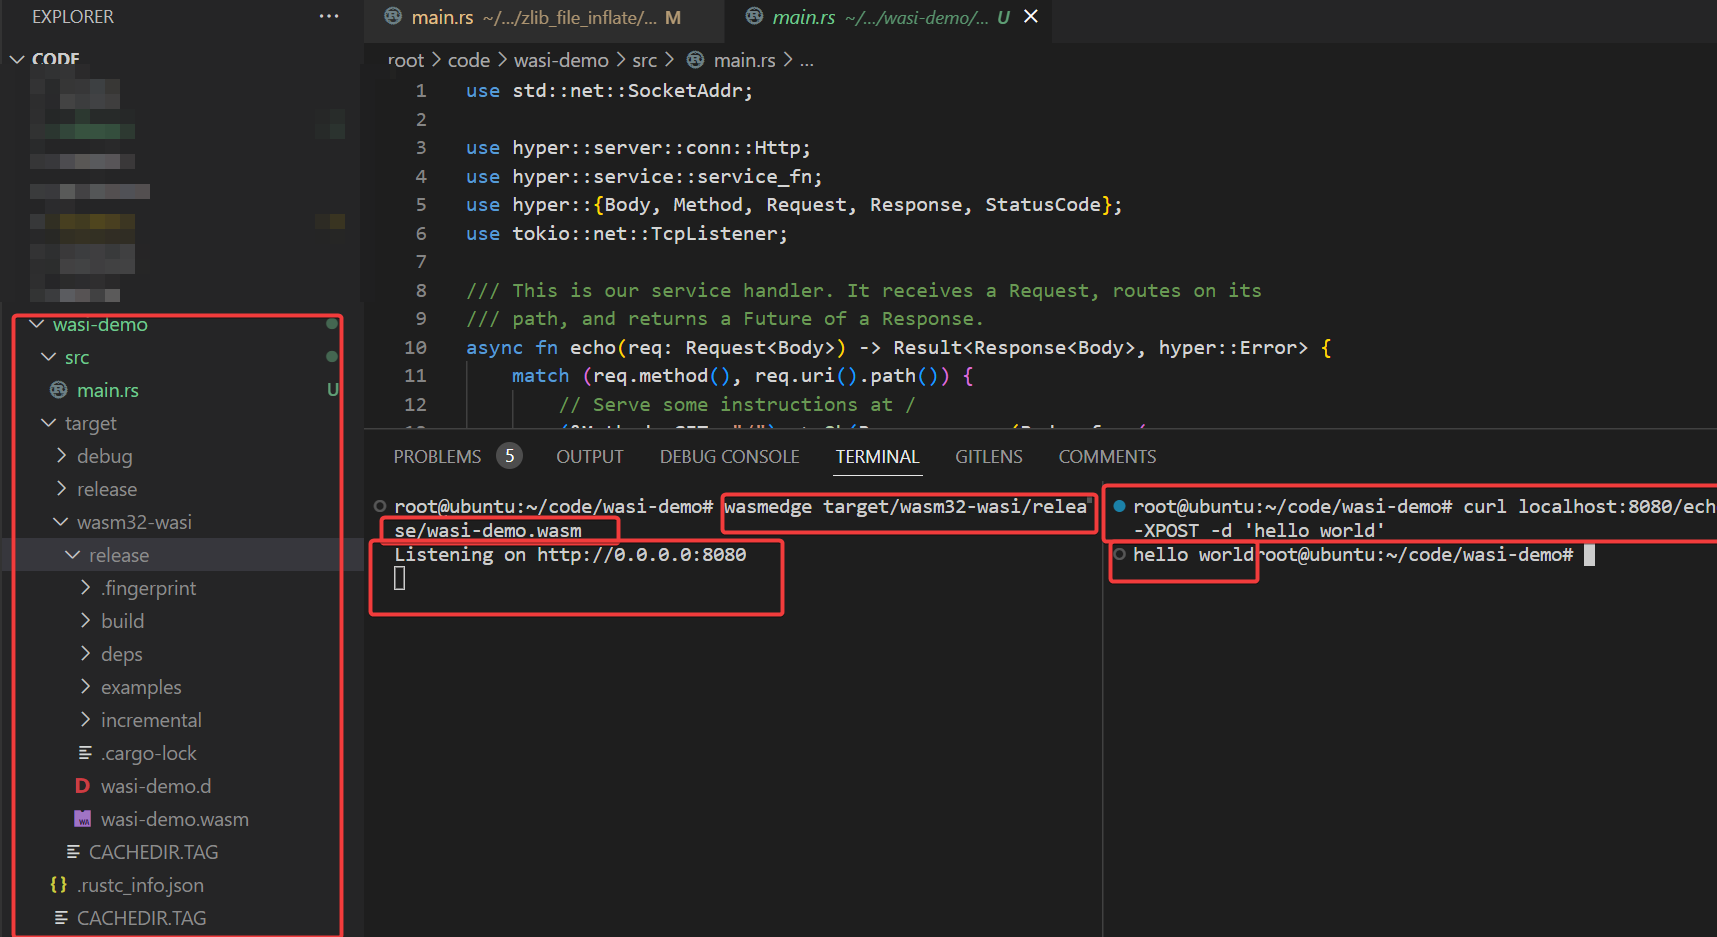 EXPLORER ...
CODE
wasi-demo
src
main.rs U
target
debug
release
wasm32-wasi
release
.fingerprint
build
deps
examples
incremental
.cargo-lock
D wasi-demo.d
WA wasi-demo.wasm
CACHEDIR.TAG
{} .rustc_info.json
CACHEDIR.TAG
main.rs ~/.../zlib_file_inflate/... M
main.rs ~/.../wasi-demo/... U
root > code > wasi-demo > src > main.rs > ...
1 use std::net::SocketAddr;
2
3 use hyper::server::conn::Http;
4 use hyper::service::service_fn;
5 use hyper::{Body, Method, Request, Response, StatusCode};
6 use tokio::net::TcpListener;
7
8 /// This is our service handler. It receives a Request, routes on its
9 /// path, and returns a Future of a Response.
10 async fn echo(req: Request<Body>) -> Result<Response<Body>, hyper::Error> {
11 match (req.method(), req.uri().path()) {
12 // Serve some instructions at /
PROBLEMS 5 OUTPUT DEBUG CONSOLE TERMINAL GITLENS COMMENTS
root@ubuntu:~/code/wasi-demo# wasmedge target/wasm32-wasi/relea
se/wasi-demo.wasm
Listening on http://0.0.0.0:8080
root@ubuntu:~/code/wasi-demo# curl localhost:8080/ech
-XPOST -d 'hello world'
hello worldroot@ubuntu:~/code/wasi-demo#